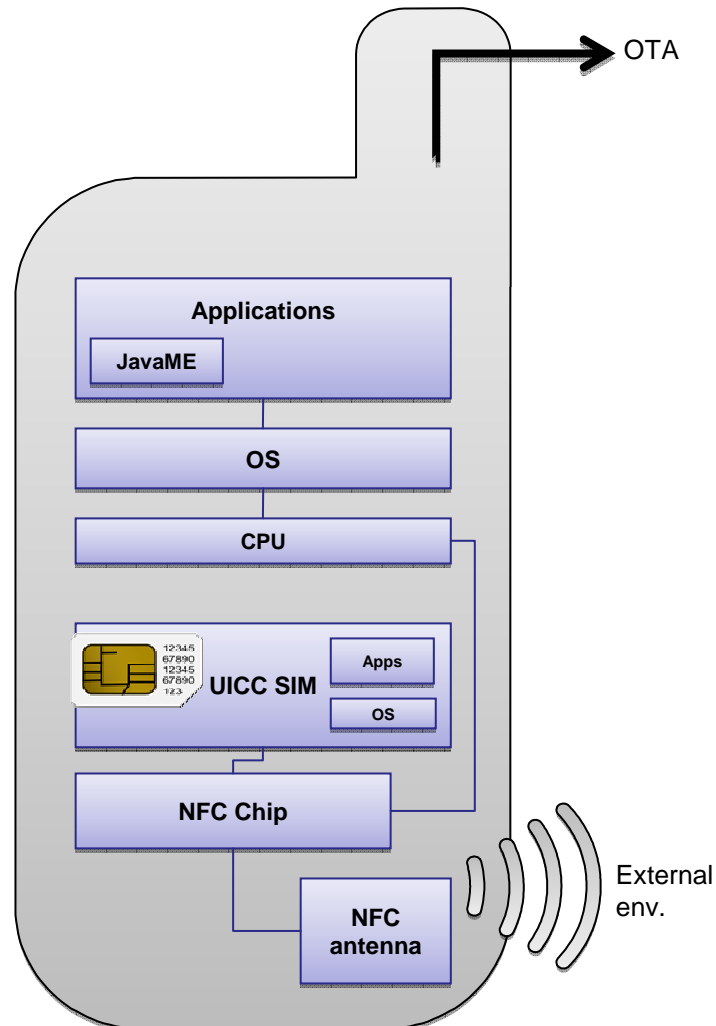 OTA
Applications
JavaME
OS
CPU
12345
67890
12345
67890
123
UICC SIM
Apps
OS
NFC Chip
NFC
antenna
External
env.